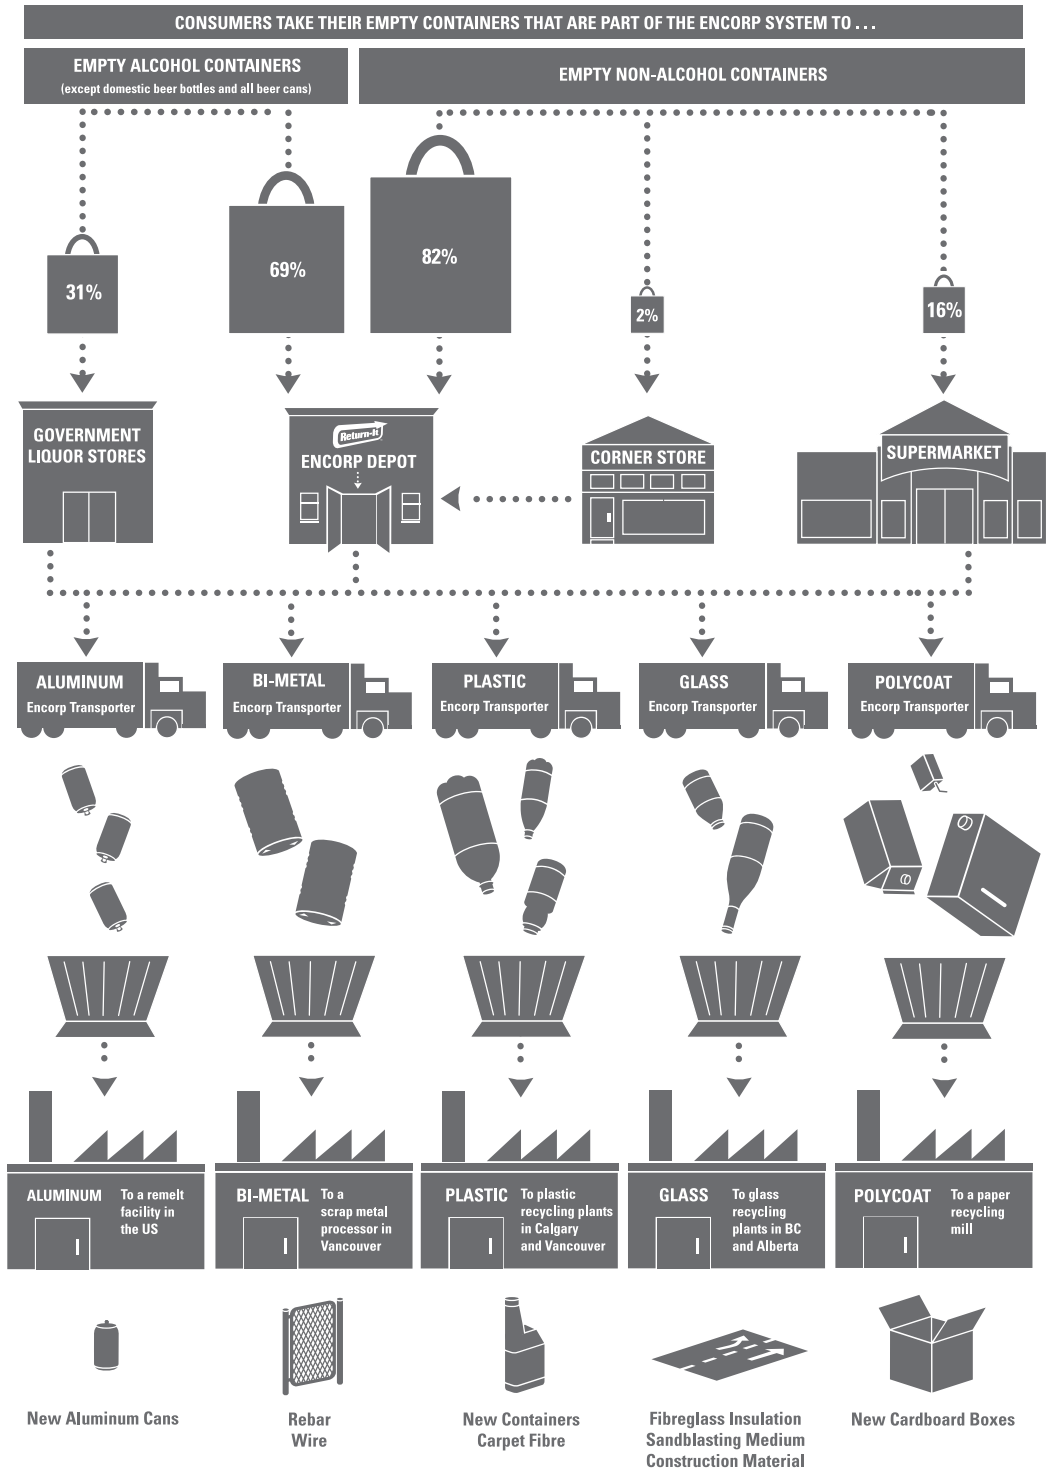 CONSUMERS TAKE THEIR EMPTY CONTAINERS THAT ARE PART OF THE ENCORP SYSTEM TO . . .
EMPTY ALCOHOL CONTAINERS
(except domestic beer bottles and all beer cans)
EMPTY NON-ALCOHOL CONTAINERS
31%
69%
82%
2%
16%
GOVERNMENT
LIQUOR STORES
Return-It
ENCORP DEPOT
CORNER STORE
SUPERMARKET
ALUMINUM
Encorp Transporter
BI-METAL
Encorp Transporter
PLASTIC
Encorp Transporter
GLASS
Encorp Transporter
POLYCOAT
Encorp Transporter
ALUMINUM
To a remelt
facility in
the US
BI-METAL
To a
scrap metal
processor in
Vancouver
PLASTIC
To plastic
recycling plants
in Calgary
and Vancouver
GLASS
To glass
recycling
plants in BC
and Alberta
POLYCOAT
To a paper
recycling
mill
New Aluminum Cans
Rebar
Wire
New Containers
Carpet Fibre
Fibreglass Insulation
Sandblasting Medium
Construction Material
New Cardboard Boxes